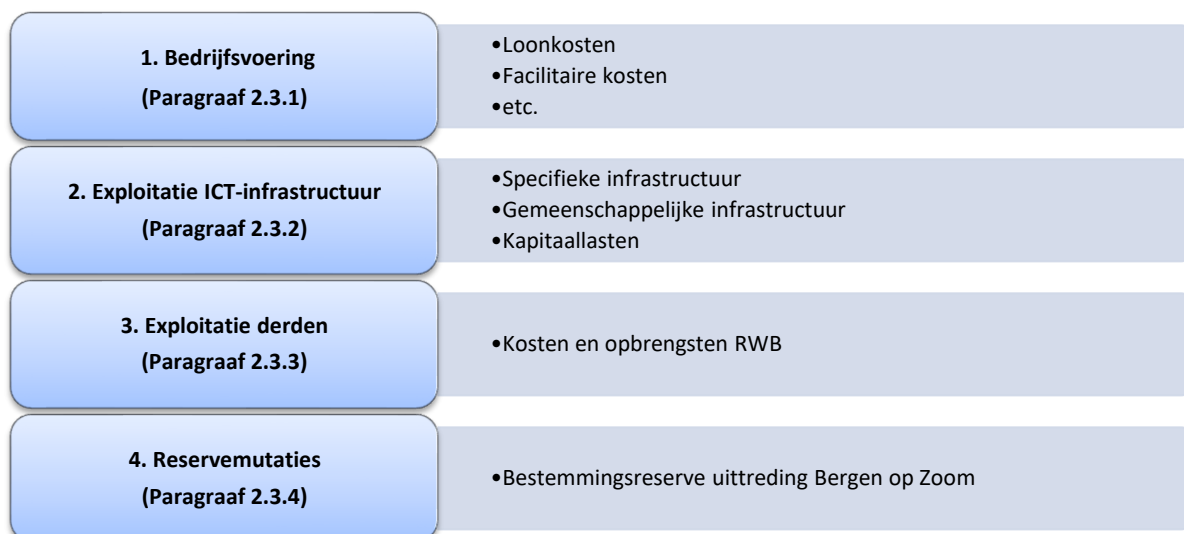 1. Bedrijfsvoering
(Paragraaf 2.3.1)
•Loonkosten
•Facilitaire kosten
•etc.
2. Exploitatie ICT-infrastructuur
(Paragraaf 2.3.2)
•Specifieke infrastructuur
•Gemeenschappelijke infrastructuur
•Kapitaallasten
3. Exploitatie derden
(Paragraaf 2.3.3)
•Kosten en opbrengsten RWB
4. Reservemutaties
(Paragraaf 2.3.4)
•Bestemmingsreserve uittreding Bergen op Zoom